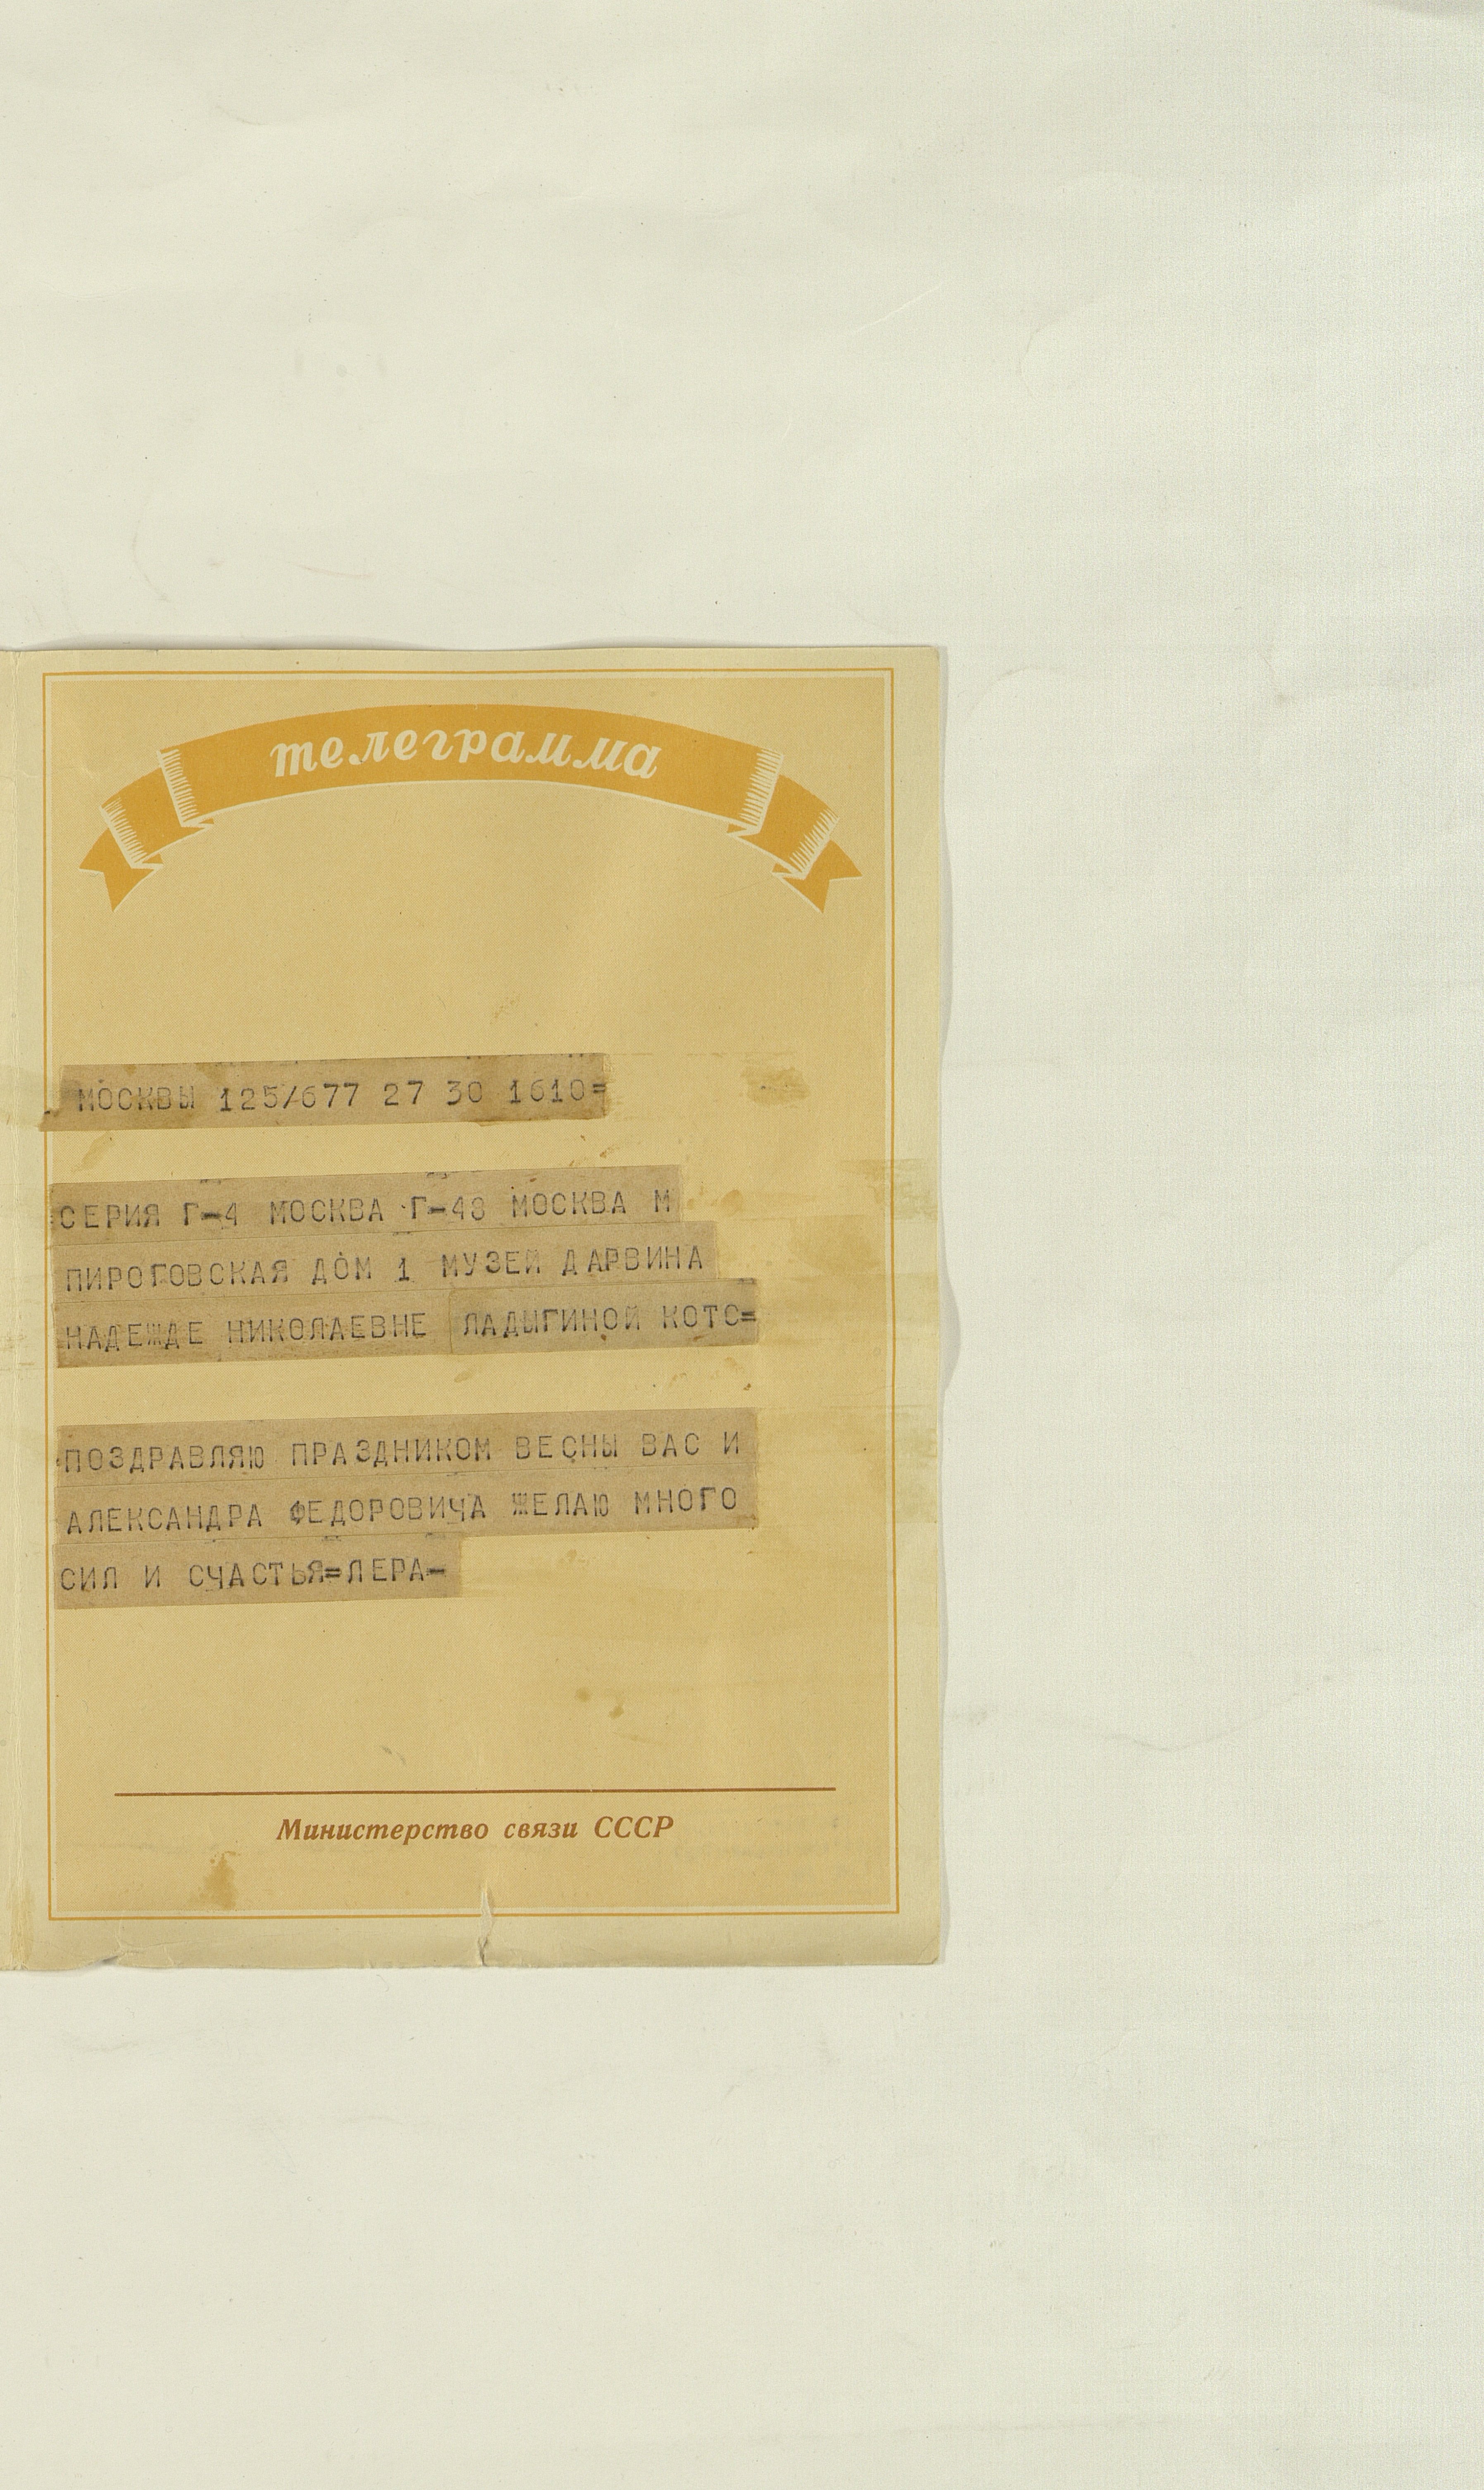 телеграмма
МОСКВЫ 125/677 27 30 1610=
СЕРИЯ Г-4 МОСКВА Г-48 МОСКВА М
ПИРОГОВСКАЯ ДОМ 1 МУЗЕЙ ДАРВИНА
НАДЕЖДЕ НИКОЛАЕВНЕ ЛАДЫГИНОЙ КОТС=
ПОЗДРАВЛЯЮ ПРАЗДНИКОМ ВЕСНЫ ВАС И
АЛЕКСАНДРА ФЕДОРОВИЧА ЖЕЛАЮ МНОГО
СИЛ И СЧАСТЬЯ=ЛЕРА-
Министерство связи СССР